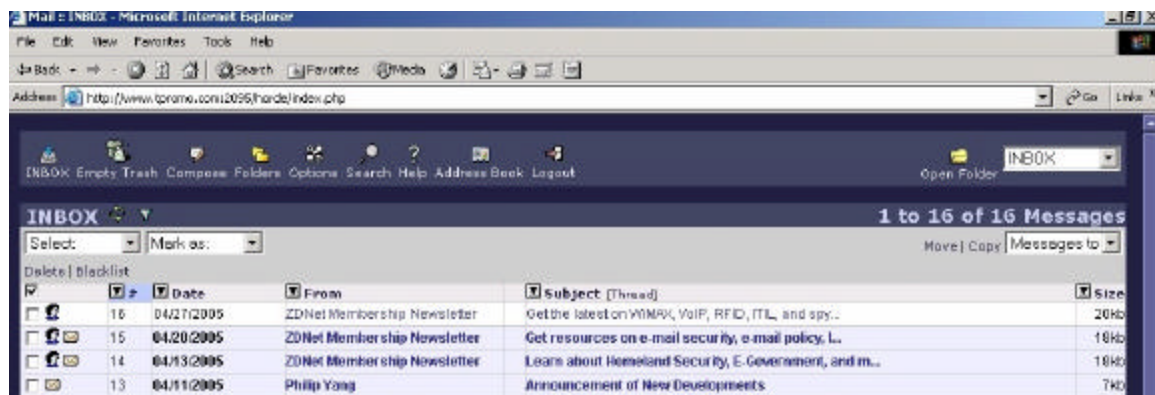 Mail :: INBOX - Microsoft Internet Explorer
File Edit View Favorites Tools Help
Back Search Favorites Media
Address http://www.tprome.com:2095/horde/index.php Go Links
INBOX Empty Trash Compose Folders Options Search Help Address Book Logout Open Folder INBOX
INBOX 1 to 16 of 16 Messages
Select: Mark as: Move | Copy Messages to
Delete | Blacklist
# Date From Subject [Thread] Size
16 04/27/2005 ZDNet Membership Newsletter Get the latest on WiMAX, VoIP, RFID, ITIL, and spy... 20kb
15 04/20/2005 ZDNet Membership Newsletter Get resources on e-mail security, e-mail policy, L... 18kb
14 04/13/2005 ZDNet Membership Newsletter Learn about Homeland Security, E-Government, and m... 18kb
13 04/11/2005 Philip Yang Announcement of New Developments 7kb